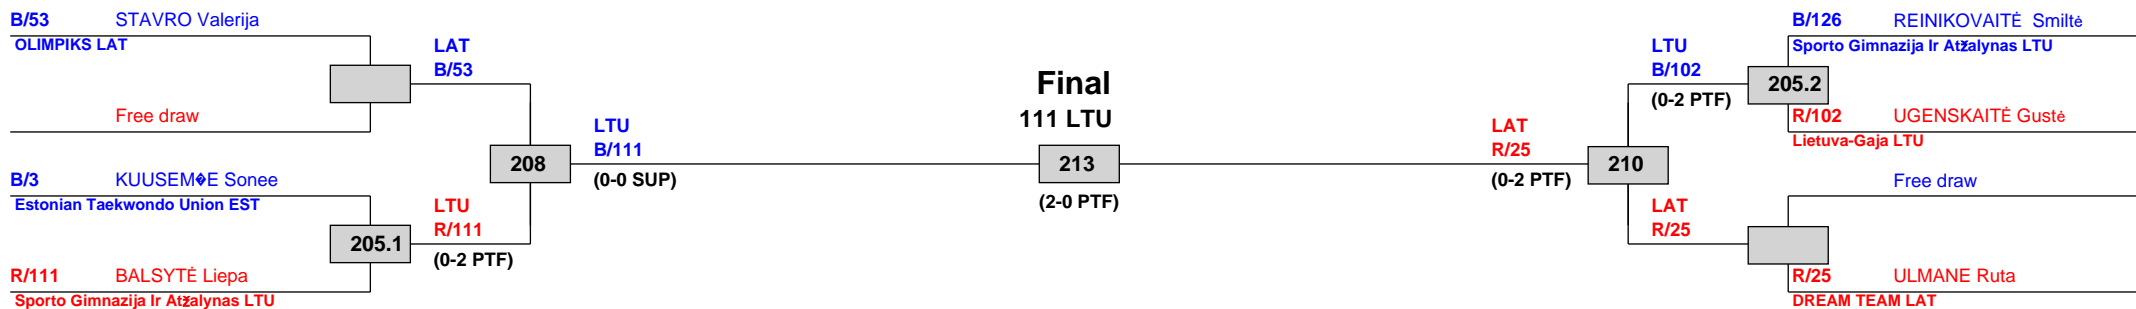 B/53 STAVRO Valerija
OLIMPIKS LAT
Free draw
B/3 KUUSEM�E Sonee
Estonian Taekwondo Union EST
R/111 BALSYTĖ Liepa
Sporto Gimnazija Ir Atžalynas LTU
LAT
B/53
205.1
LTU
R/111
(0-2 PTF)
208
LTU
B/111
(0-0 SUP)
Final
111 LTU
213
(2-0 PTF)
LAT
R/25
(0-2 PTF)
210
LTU
B/102
(0-2 PTF)
LAT
R/25
205.2
B/126 REINIKOVAITĖ Smiltė
Sporto Gimnazija Ir Atžalynas LTU
R/102 UGENSKAITĖ Gustė
Lietuva-Gaja LTU
Free draw
R/25 ULMANE Ruta
DREAM TEAM LAT